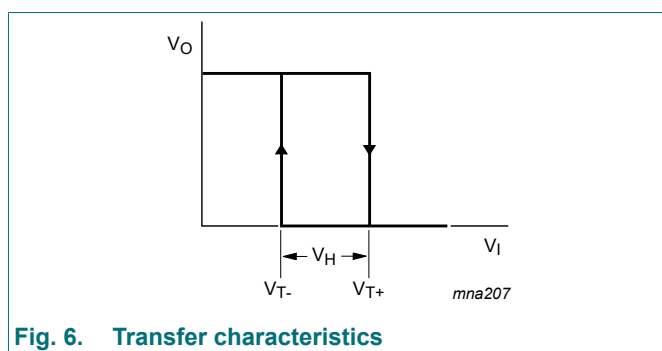 VO
VI
VH
VT-
VT+
mna207
Fig. 6. Transfer characteristics